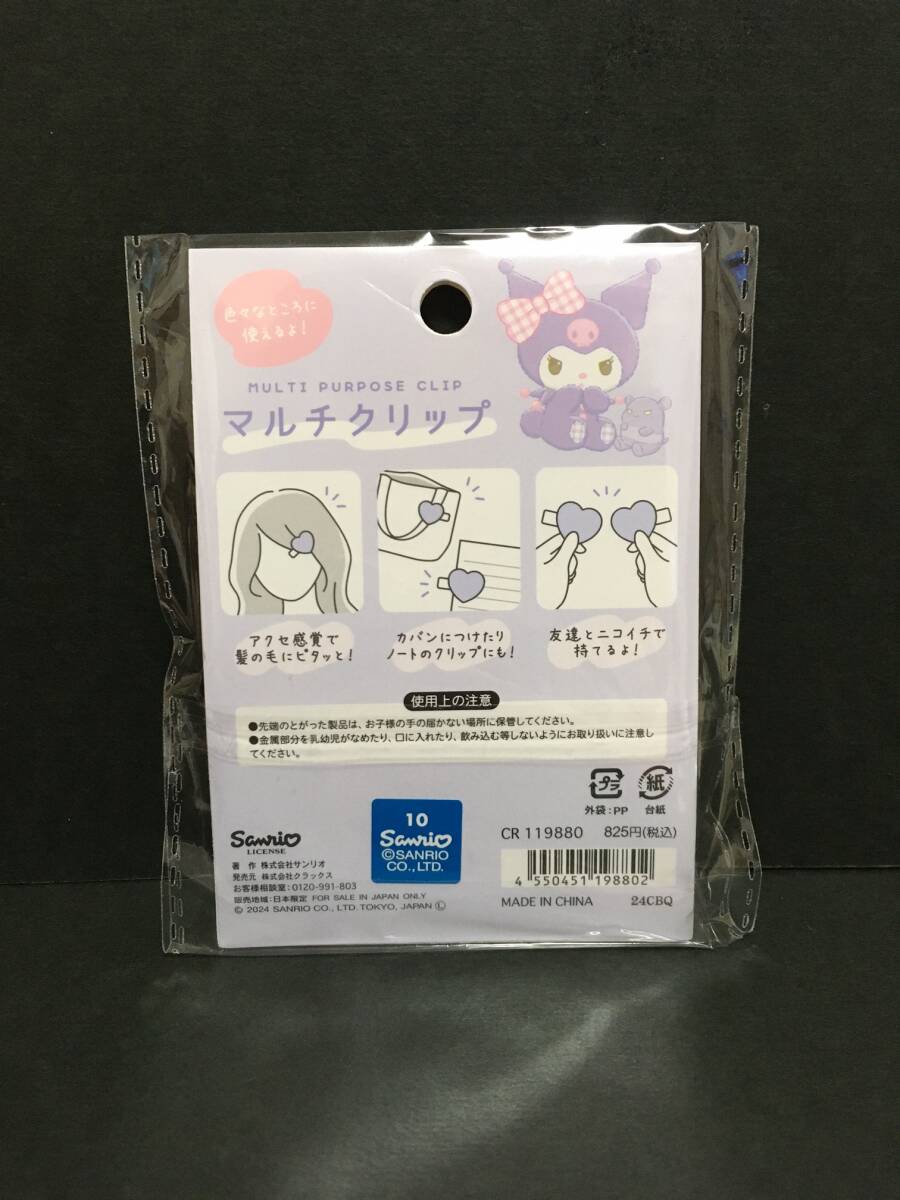 色々なところに
使えるよ!
MULTI PURPOSE CLIP
マルチクリップ
アクセ感覚で
髪の毛にピタッと!
カバンにつけたり
ノートのクリップにも!
友達とニコイチで
持てるよ!
使用上の注意
●先端のとがった製品は、お子様の手の届かない場所に保管してください。
●金属部分を乳幼児がなめたり、口に入れたり、飲み込む等しないようにお取り扱いに注意し
てください。
プラ
紙
外袋:PP
台紙
Sanrio
LICENSE
著 作 株式会社サンリオ
発売元 株式会社クラックス
お客様相談室:0120-991-803
販売地域:日本限定 FOR SALE IN JAPAN ONLY
© 2024 SANRIO CO., LTD. TOKYO, JAPAN Ⓛ
10
Sanrio
©SANRIO
CO., LTD.
CR 119880 825円(税込)
4 550451 198802
MADE IN CHINA 24CBQ